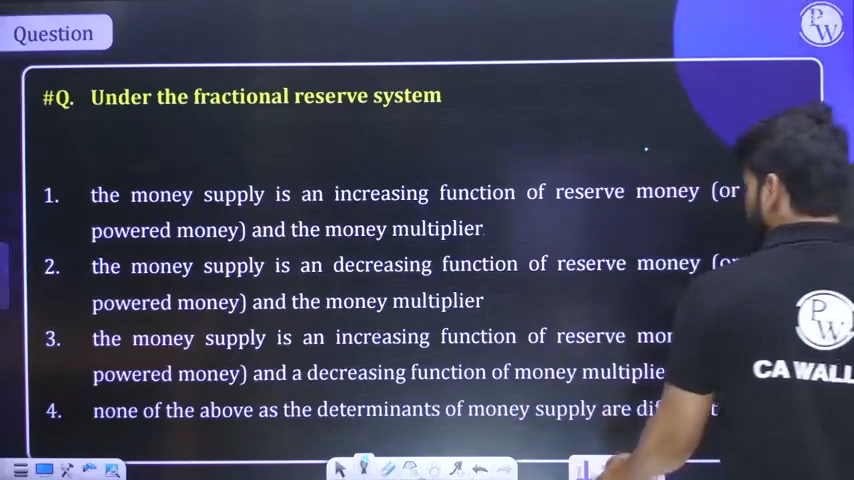 Question
PW
#Q. Under the fractional reserve system
1. the money supply is an increasing function of reserve money (or
powered money) and the money multiplier
2. the money supply is an decreasing function of reserve money (or
powered money) and the money multiplier
3. the money supply is an increasing function of reserve
powered money) and a decreasing function of money
4. none of the above as the determinants of money supply are
PW
CA WALL